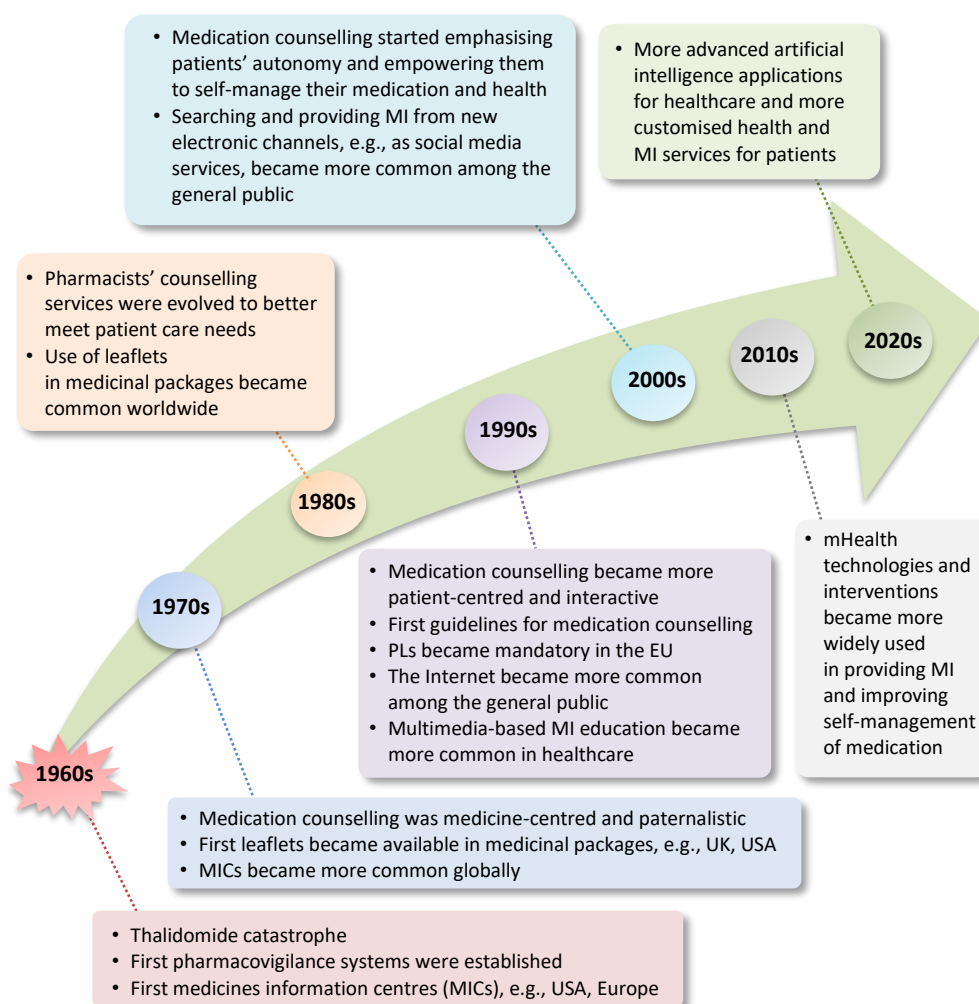 • Medication counselling started emphasising
patients' autonomy and empowering them
to self-manage their medication and health
• Searching and providing MI from new
electronic channels, e.g., as social media
services, became more common among the
general public
• More advanced artificial
intelligence applications
for healthcare and more
customised health and
MI services for patients
• Pharmacists' counselling
services were evolved to better
meet patient care needs
• Use of leaflets
in medicinal packages became
common worldwide
2020s
2010s
2000s
1990s
1980s
1970s
1960s
• mHealth
technologies and
interventions
became more
widely used
in providing MI
and improving
self-management
of medication
• Medication counselling became more
patient-centred and interactive
• First guidelines for medication counselling
• PLs became mandatory in the EU
• The Internet became more common
among the general public
• Multimedia-based MI education became
more common in healthcare
• Medication counselling was medicine-centred and paternalistic
• First leaflets became available in medicinal packages, e.g., UK, USA
• MICs became more common globally
• Thalidomide catastrophe
• First pharmacovigilance systems were established
• First medicines information centres (MICs), e.g., USA, Europe